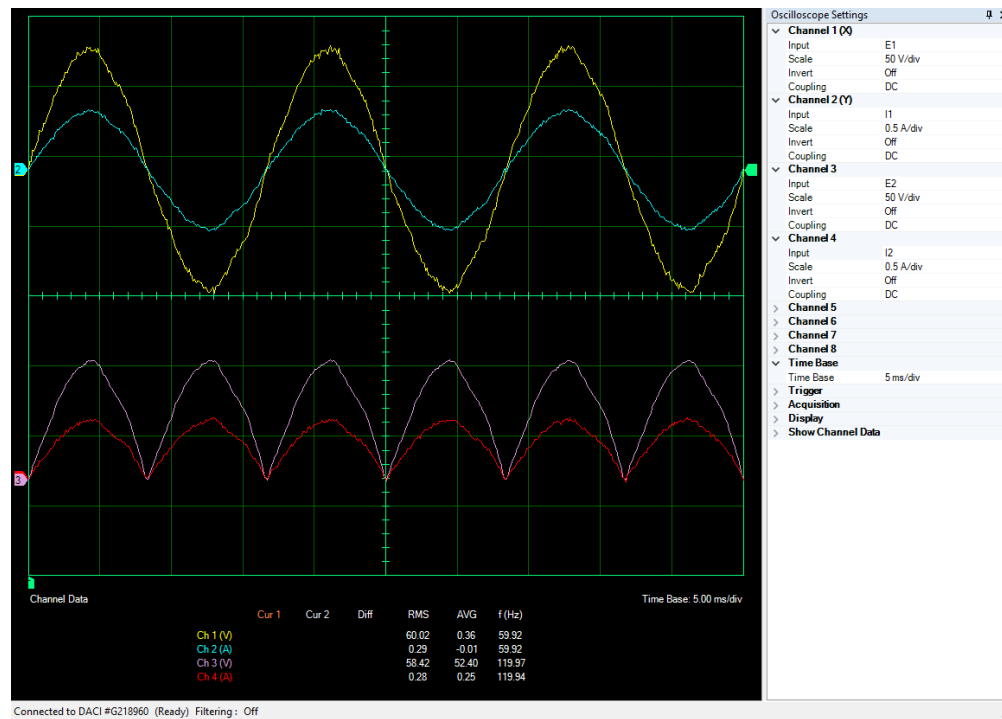 Oscilloscope Settings
Channel 1 (X)
Input E1
Scale 50 V/div
Invert Off
Coupling DC
Channel 2 (Y)
Input I1
Scale 0.5 A/div
Invert Off
Coupling DC
Channel 3
Input E2
Scale 50 V/div
Invert Off
Coupling DC
Channel 4
Input I2
Scale 0.5 A/div
Invert Off
Coupling DC
Channel 5
Channel 6
Channel 7
Channel 8
Time Base
Time Base 5 ms/div
Trigger
Acquisition
Display
Show Channel Data
2
3
Channel Data Time Base: 5.00 ms/div
Cur 1 Cur 2 Diff RMS AVG f (Hz)
Ch 1 (V) 60.02 0.36 59.92
Ch 2 (A) 0.29 -0.01 59.92
Ch 3 (V) 58.42 52.40 119.97
Ch 4 (A) 0.28 0.25 119.94
Connected to DACI #G218960 (Ready) Filtering : Off